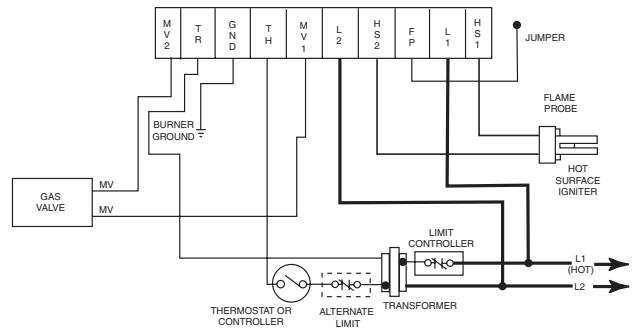 MV2
TR
GND
TH
MV1
L2
HS2
FP
L1
HS1
JUMPER
FLAME
PROBE
BURNER
GROUND
HOT
SURFACE
IGNITER
GAS
VALVE
MV
MV
LIMIT
CONTROLLER
L1
(HOT)
L2
TRANSFORMER
THERMOSTAT OR
CONTROLLER
ALTERNATE
LIMIT